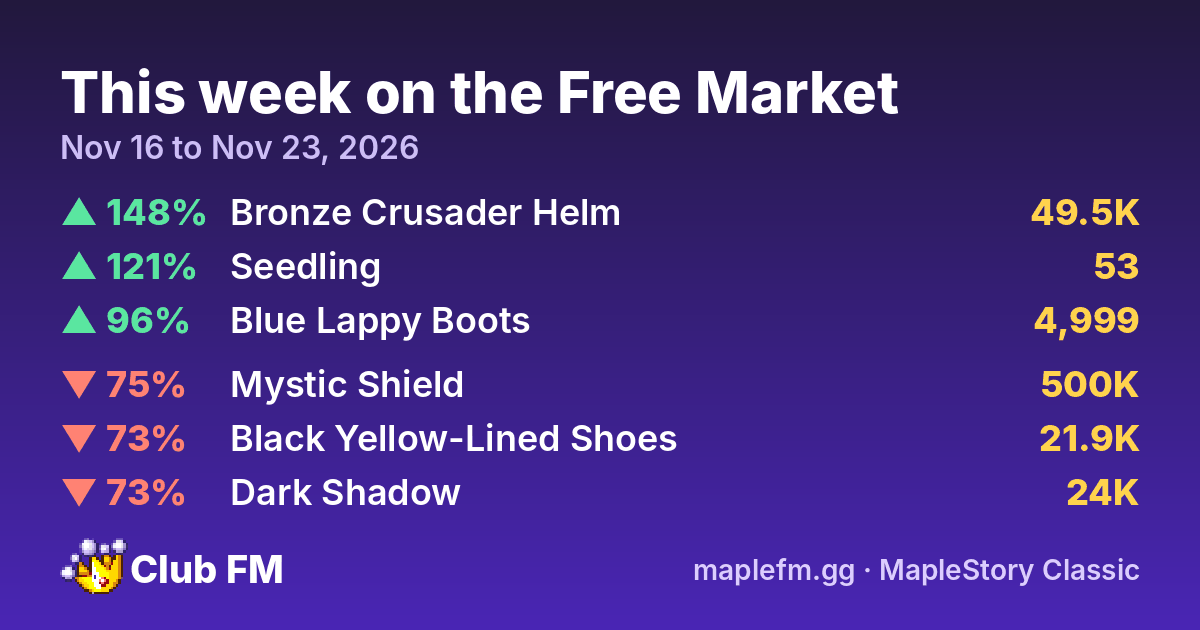 This week on the Free Market
Nov 16 to Nov 23, 2026
▲ 148% Bronze Crusader Helm 49.5K
▲ 121% Seedling 53
▲ 96% Blue Lappy Boots 4,999
▼ 75% Mystic Shield 500K
▼ 73% Black Yellow-Lined Shoes 21.9K
▼ 73% Dark Shadow 24K
Club FM
maplefm.gg · MapleStory Classic